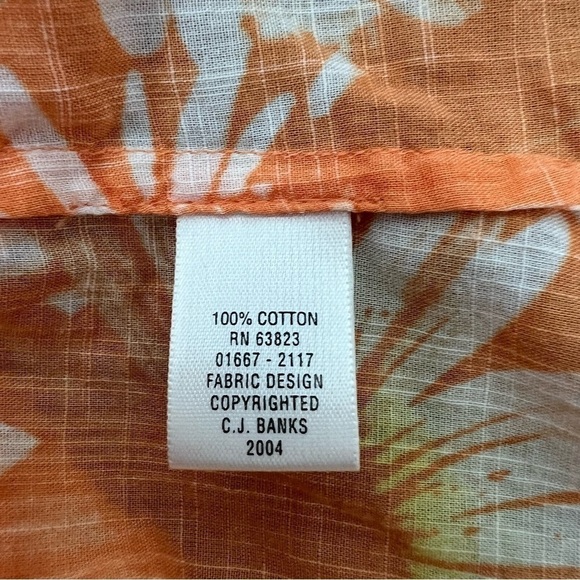 100% COTTON
RN 63823
01667 - 2117
FABRIC DESIGN
COPYRIGHTED
C.J. BANKS
2004